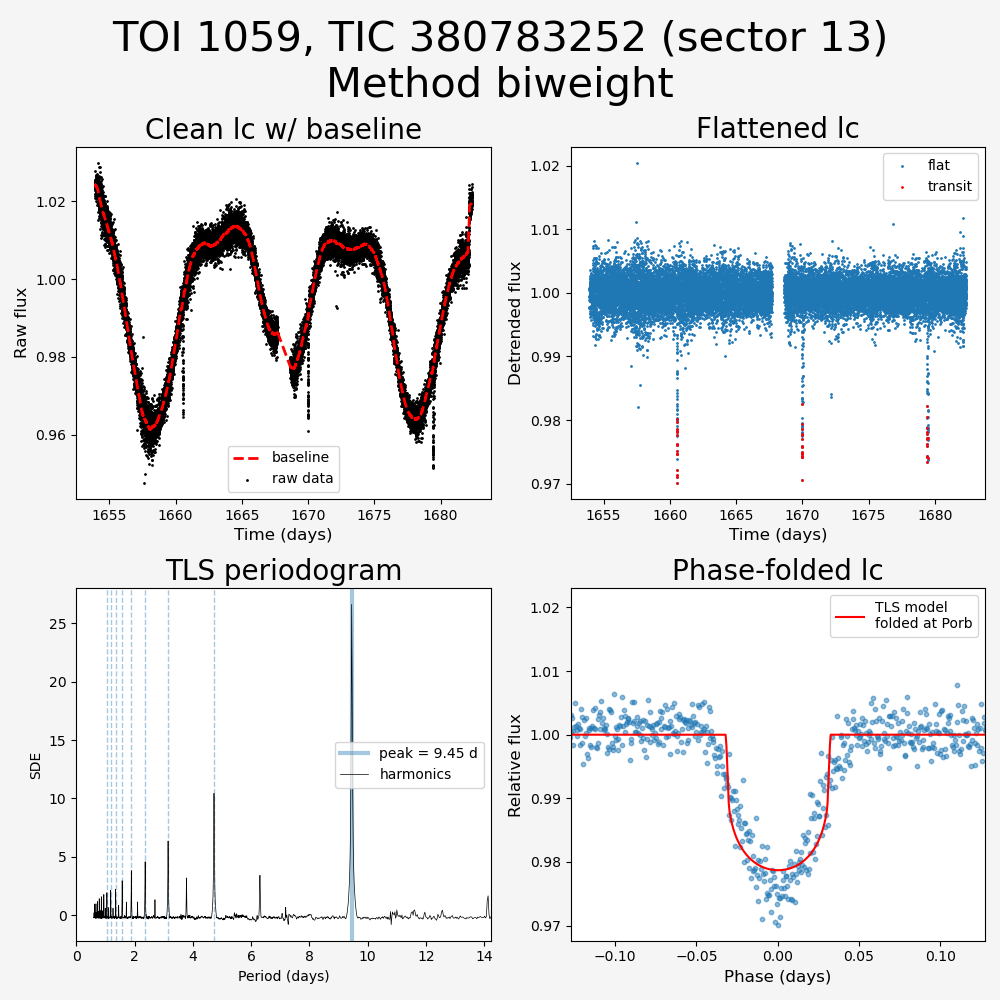 TOI 1059, TIC 380783252 (sector 13)
Method biweight
Clean lc w/ baseline
Raw flux
1.02
1.00
0.98
0.96
baseline
raw data
1655 1660 1665 1670 1675 1680
Time (days)
Flattened lc
Detrended flux
1.02
1.01
1.00
0.99
0.98
0.97
flat
transit
1655 1660 1665 1670 1675 1680
Time (days)
TLS periodogram
SDE
25
20
15
10
5
0
peak = 9.45 d
harmonics
0 2 4 6 8 10 12 14
Period (days)
Phase-folded lc
Relative flux
1.02
1.01
1.00
0.99
0.98
0.97
TLS model
folded at Porb
−0.10 −0.05 0.00 0.05 0.10
Phase (days)